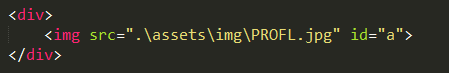 <div>
    <img src=".\assets\img\PROFL.jpg" id="a">
</div>